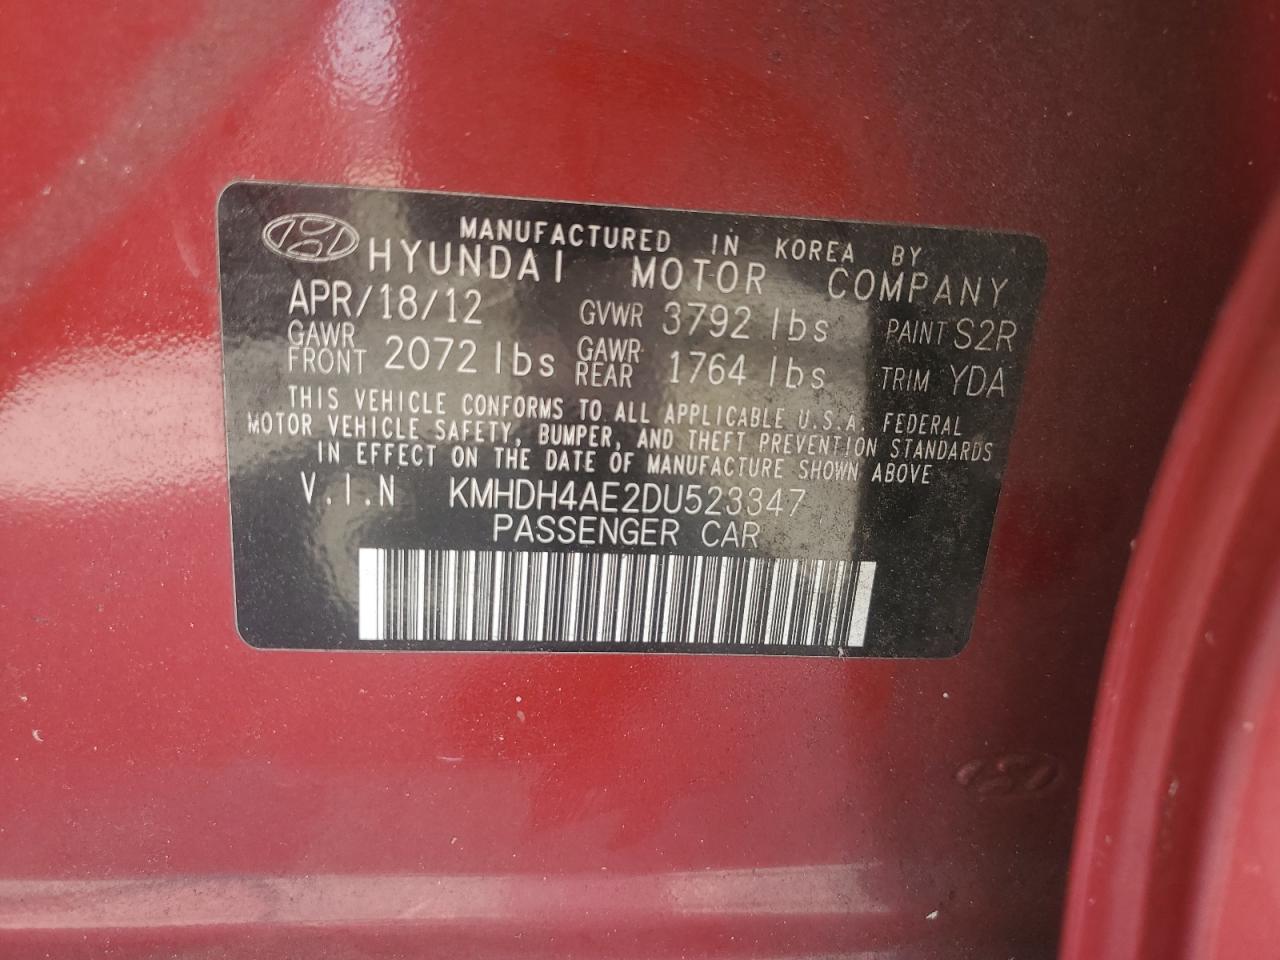 MANUFACTURED IN KOREA BY
HYUNDAI MOTOR COMPANY
APR/18/12 GVWR 3792 lbs PAINT S2R
GAWR FRONT 2072 lbs GAWR REAR 1764 lbs TRIM YDA
THIS VEHICLE CONFORMS TO ALL APPLICABLE U.S.A. FEDERAL
MOTOR VEHICLE SAFETY, BUMPER, AND THEFT PREVENTION STANDARDS
IN EFFECT ON THE DATE OF MANUFACTURE SHOWN ABOVE
V.I.N KMHDH4AE2DU523347
PASSENGER CAR